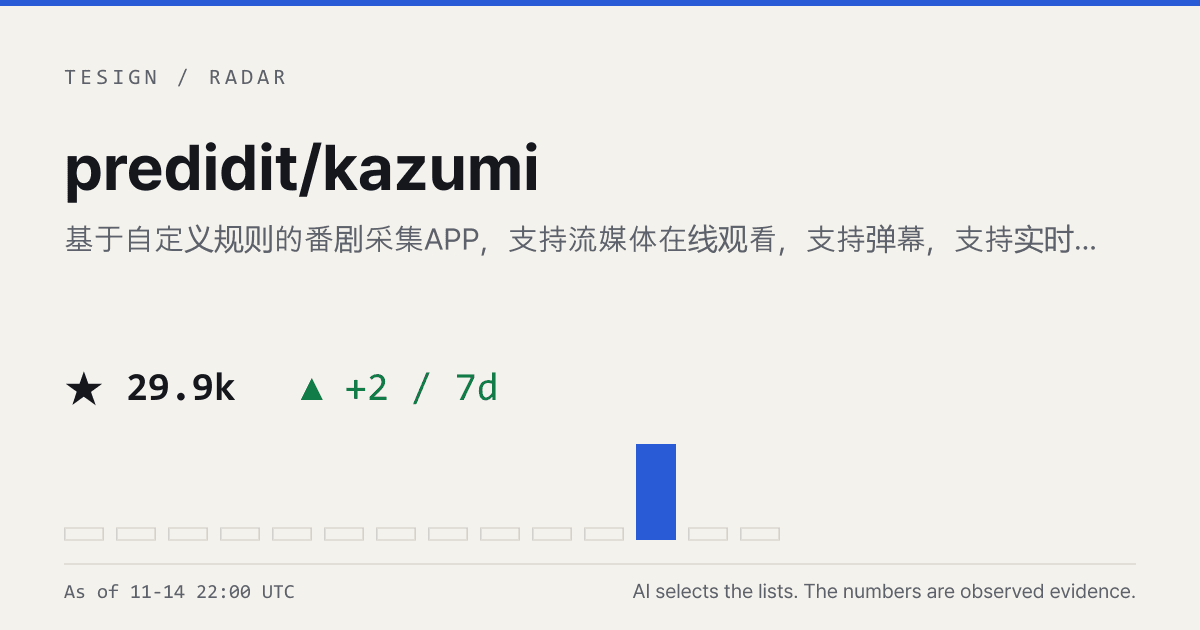 TESIGN / RADAR
predidit/kazumi
基于自定义规则的番剧采集APP，支持流媒体在线观看，支持弹幕，支持实时...
★ 29.9k ▲ +2 / 7d
As of 11-14 22:00 UTC
AI selects the lists. The numbers are observed evidence.